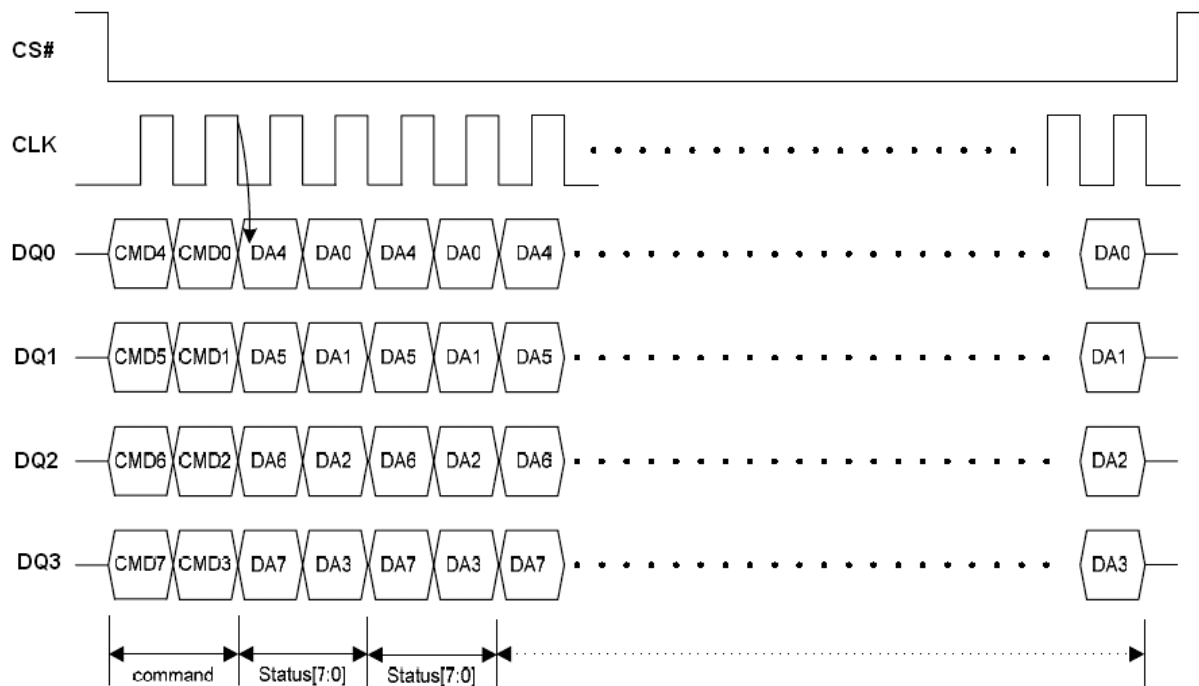 CS#
CLK
DQ0 CMD4 CMD0 DA4 DA0 DA4 DA0 DA4 DA0
DQ1 CMD5 CMD1 DA5 DA1 DA5 DA1 DA5 DA1
DQ2 CMD6 CMD2 DA6 DA2 DA6 DA2 DA6 DA2
DQ3 CMD7 CMD3 DA7 DA3 DA7 DA3 DA7 DA3
command Status[7:0] Status[7:0]